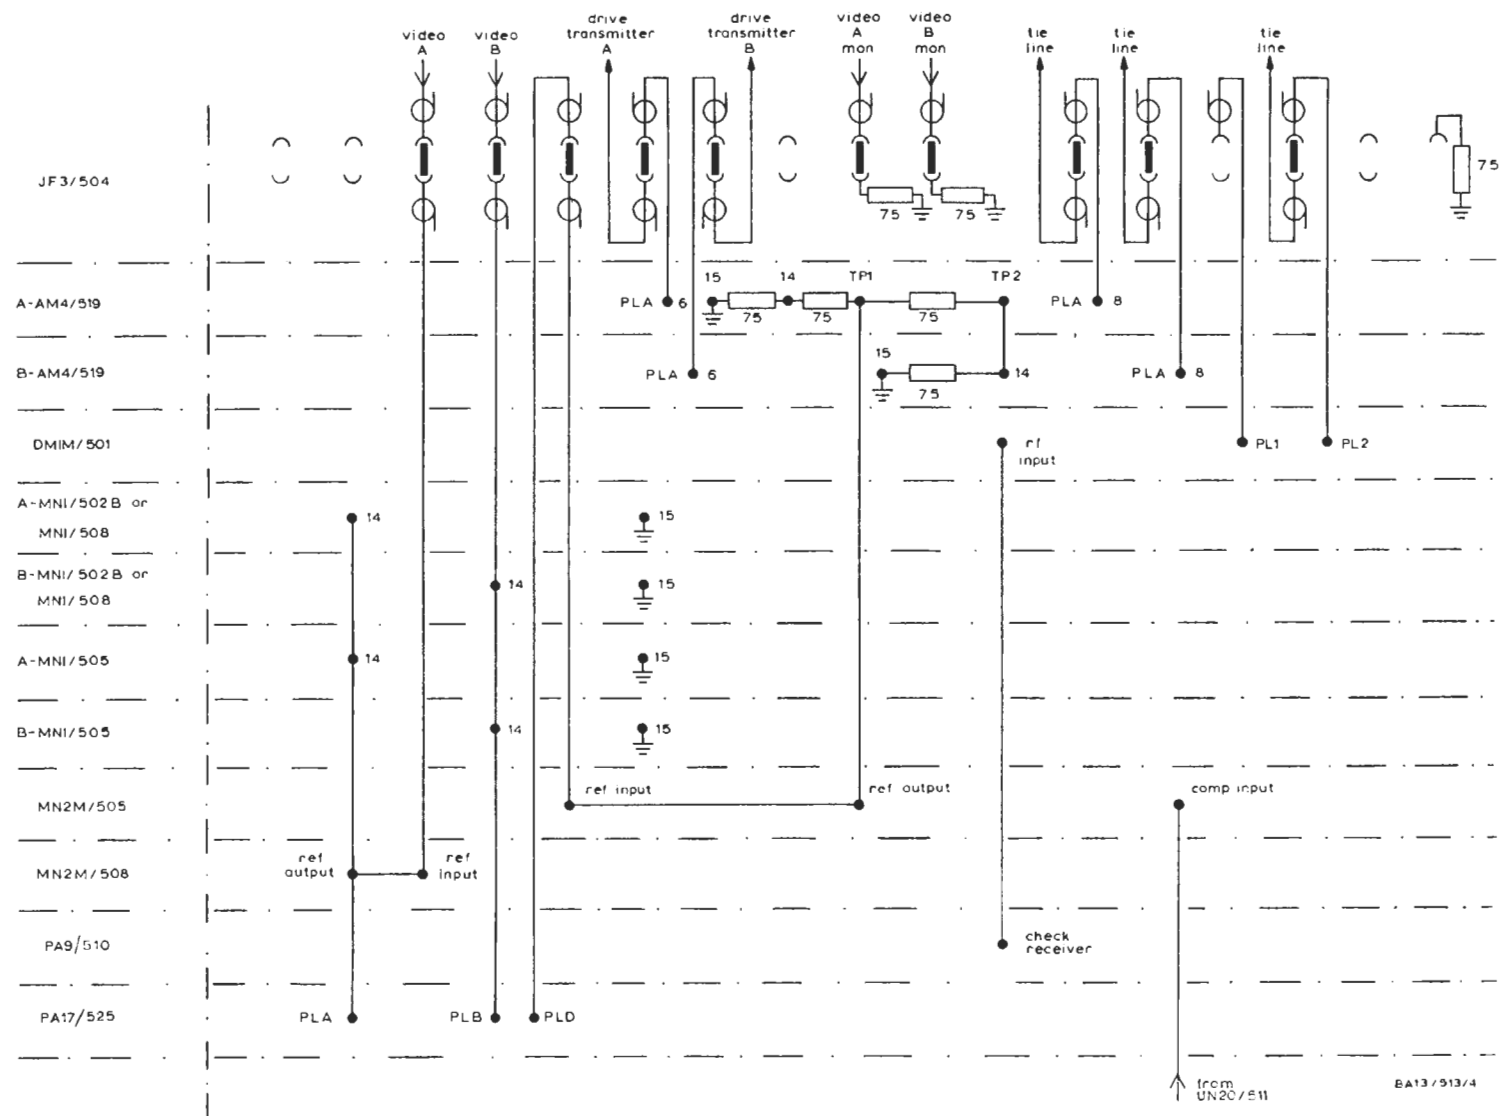 video
A
video
B
drive
transmitter
A
drive
transmitter
B
video
A
mon
video
B
mon
tie
line
tie
line
tie
line
JF3/504
75
75
75
A-AM4/519
PLA 6
15
14
TP1
TP2
75
75
75
PLA 8
B-AM4/519
PLA 6
15
75
14
PLA 8
DM1M/501
rf
input
PL1
PL2
A-MN1/502B or
MN1/508
14
15
B-MN1/502B or
MN1/508
14
15
A-MN1/505
14
15
B-MN1/505
14
15
MN2M/505
ref input
ref output
comp input
MN2M/508
ref
output
ref
input
PA9/510
check
receiver
PA17/525
PLA
PLB
PLD
from
UN20/511
BA13/513/4